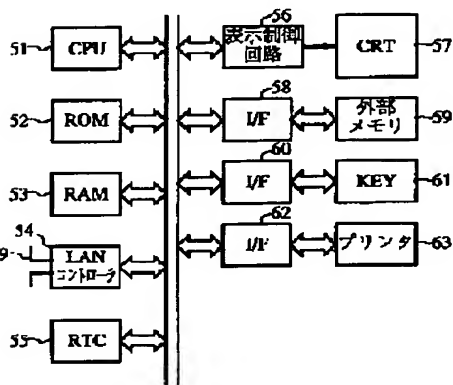 51
CPU
52
ROM
53
RAM
54
9
LAN
コントローラ
55
RTC
56
表示制御
回路
CRT
57
58
I/F
外部
メモリ
59
60
I/F
KEY
61
62
I/F
プリンタ
63